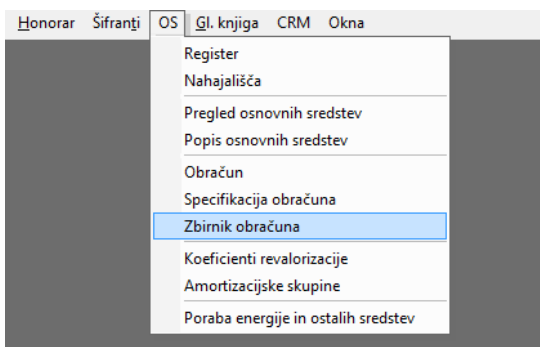 Honorar Šifranti OS Gl. knjiga CRM Okna
Register
Nahajališča
Pregled osnovnih sredstev
Popis osnovnih sredstev
Obračun
Specifikacija obračuna
Zbirnik obračuna
Koeficienti revalorizacije
Amortizacijske skupine
Poraba energije in ostalih sredstev